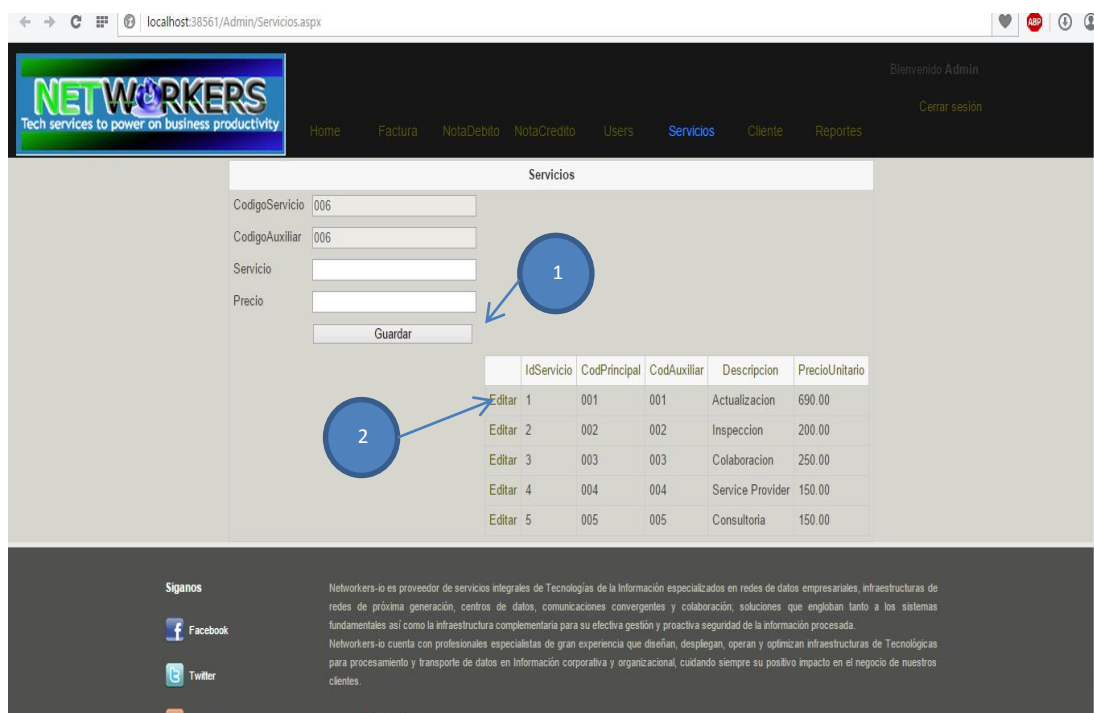 localhost:38561/Admin/Servicios.aspx
ABP
NETWORKERS
Tech services to power on business productivity
Bienvenido Admin
Cerrar sesión
Home Factura NotaDebito NotaCredito Users Servicios Cliente Reportes
Servicios
CodigoServicio 006
CodigoAuxiliar 006
Servicio
Precio
Guardar
1
2
IdServicio CodPrincipal CodAuxiliar Descripcion PrecioUnitario
Editar 1 001 001 Actualizacion 690.00
Editar 2 002 002 Inspeccion 200.00
Editar 3 003 003 Colaboracion 250.00
Editar 4 004 004 Service Provider 150.00
Editar 5 005 005 Consultoria 150.00
Siganos
Facebook
Twitter
Networkers-io es proveedor de servicios integrales de Tecnologías de la Información especializados en redes de datos empresariales, infraestructuras de
redes de próxima generación, centros de datos, comunicaciones convergentes y colaboración; soluciones que engloban tanto a los sistemas
fundamentales así como la infraestructura complementaria para su efectiva gestión y proactiva seguridad de la información procesada.
Networkers-io cuenta con profesionales especialistas de gran experiencia que diseñan, despliegan, operan y optimizan infraestructuras de Tecnológicas
para procesamiento y transporte de datos en Información corporativa y organizacional, cuidando siempre su positivo impacto en el negocio de nuestros
clientes.